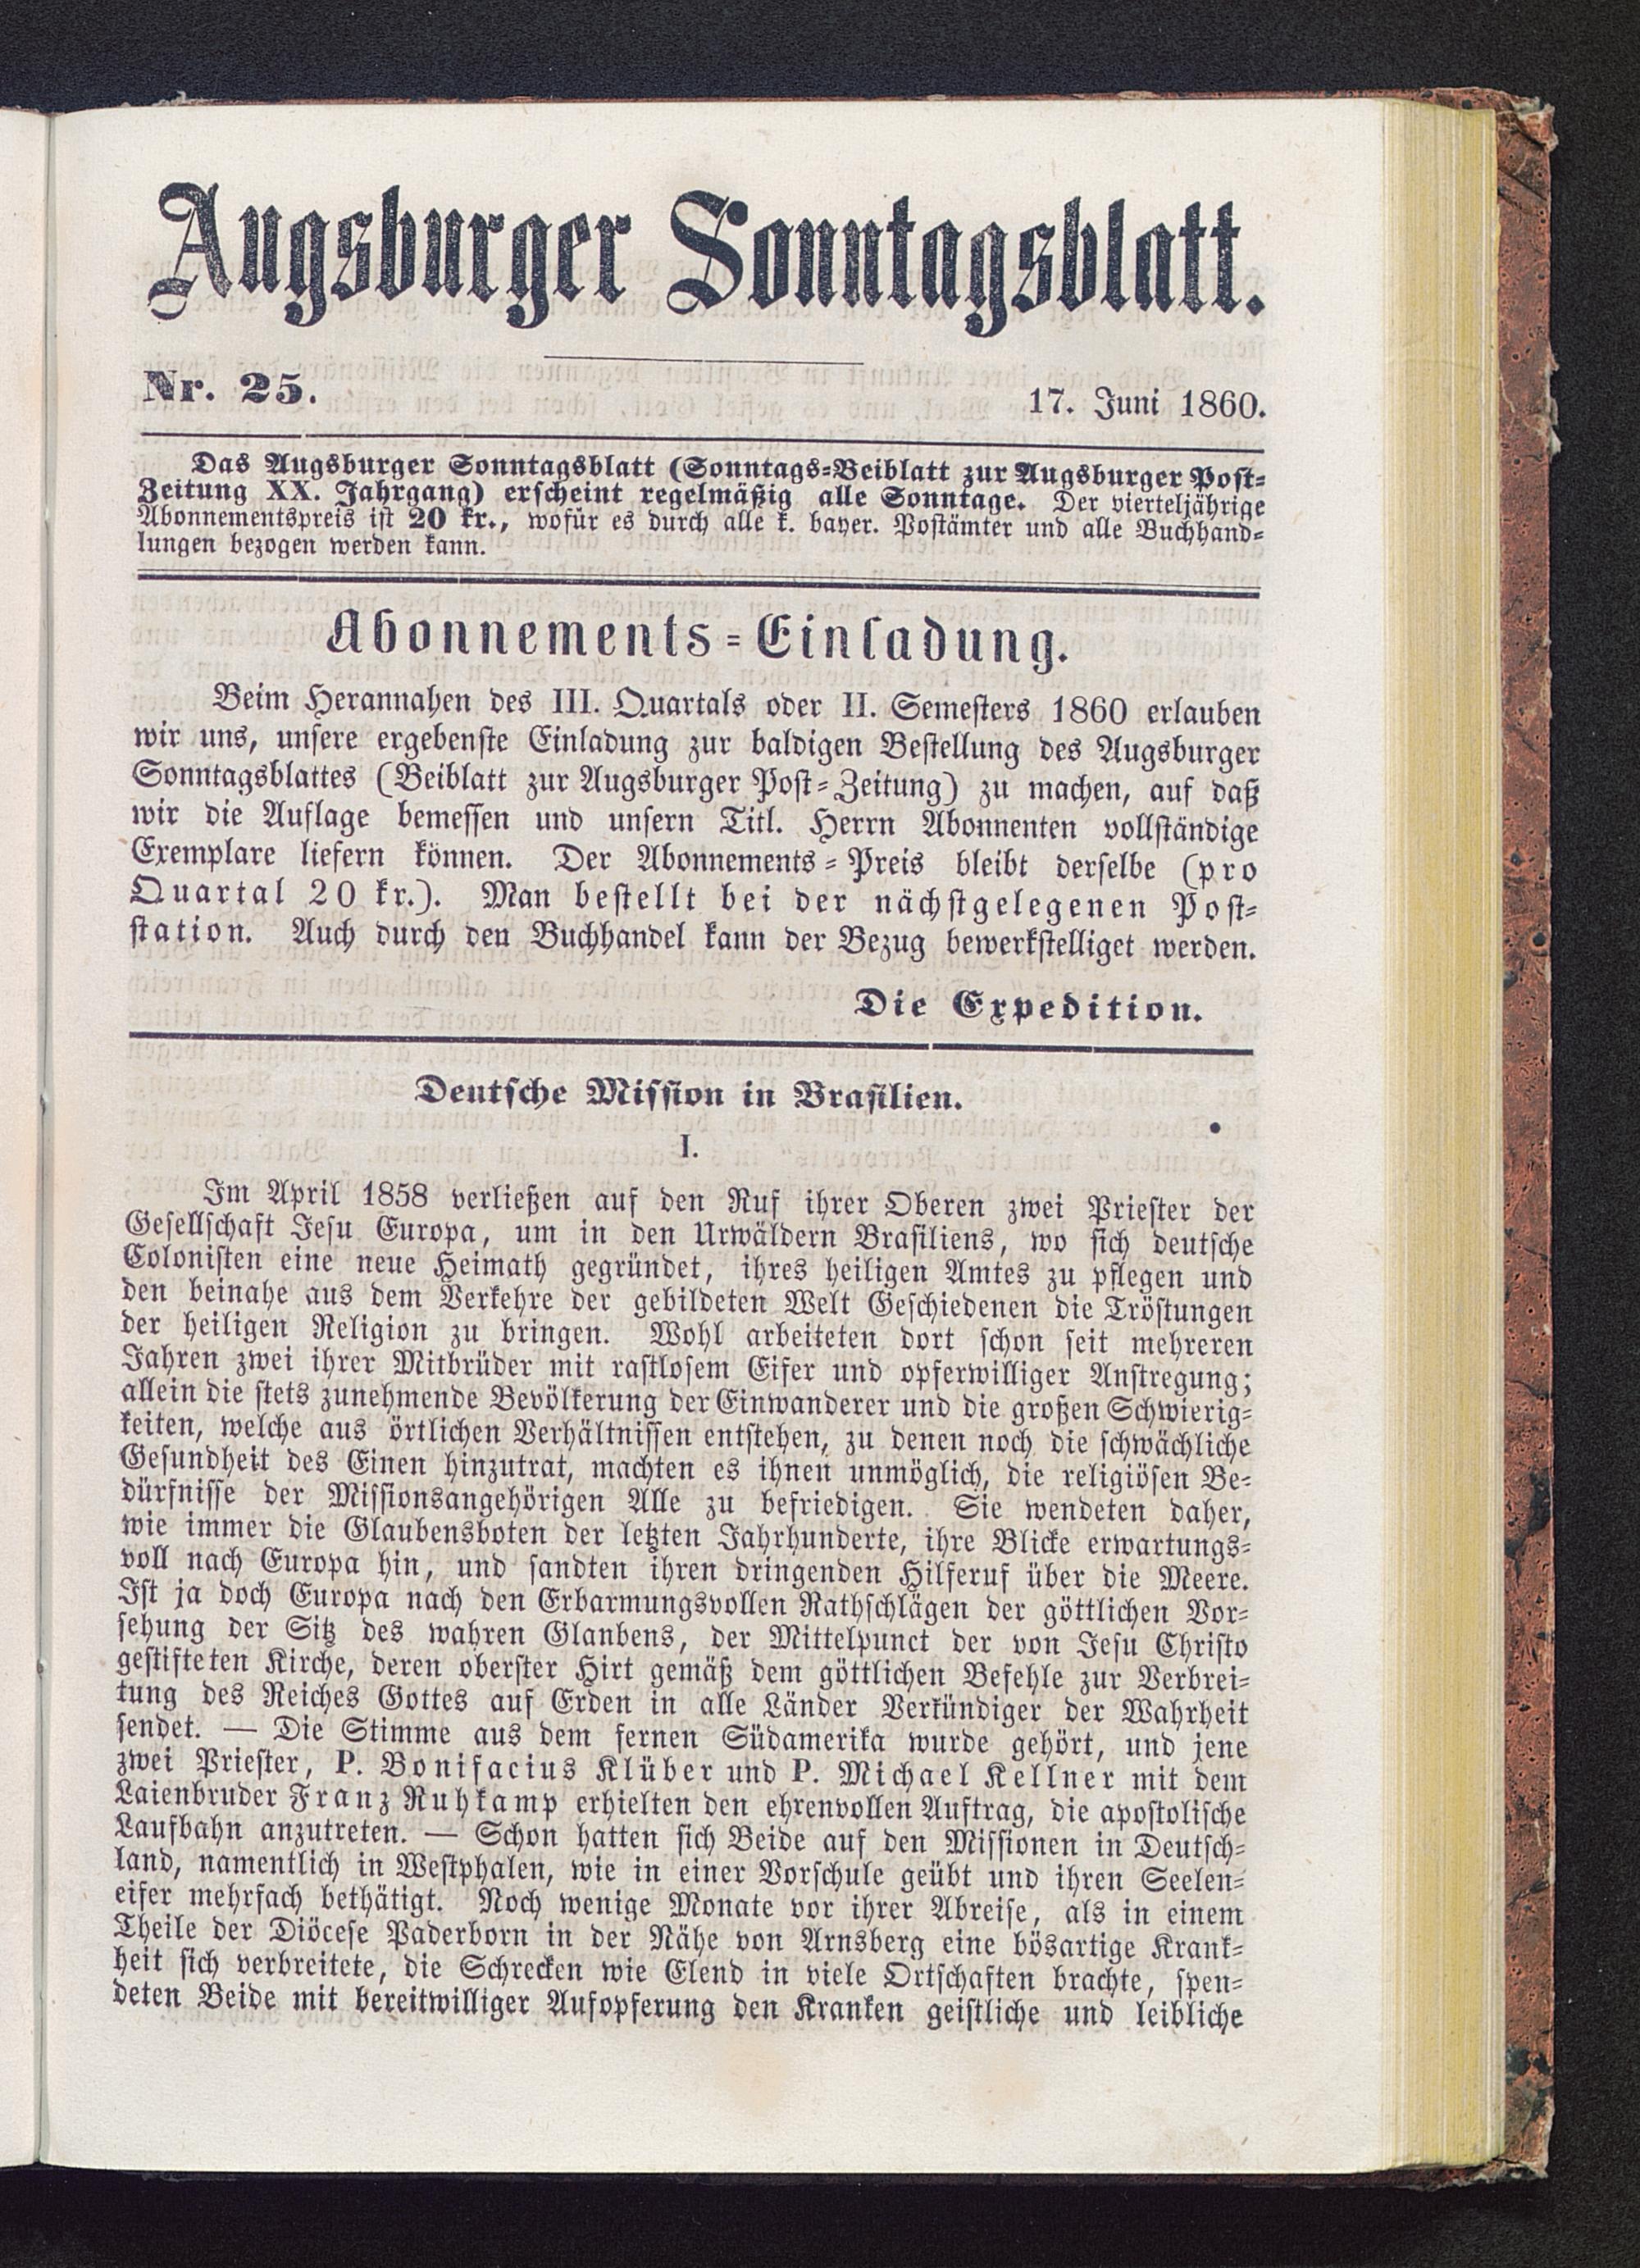 Augsburger Sonntagsblatt.
Nr. 25.
17. Juni 1860.
Das Augsburger Sonntagsblatt (Sonntags-Beiblatt zur Augsburger Post-
Zeitung XX. Jahrgang) erscheint regelmäßig alle Sonntage. Der vierteljährige
Abonnementspreis ist 20 kr., wofür es durch alle k. bayer. Postämter und alle Buchhand-
lungen bezogen werden kann.
Abonnements-Einladung.
Beim Herannahen des III. Quartals oder II. Semesters 1860 erlauben
wir uns, unsere ergebenste Einladung zur baldigen Bestellung des Augsburger
Sonntagsblattes (Beiblatt zur Augsburger Post-Zeitung) zu machen, auf daß
wir die Auflage bemessen und unsern Titl. Herrn Abonnenten vollständige
Exemplare liefern können. Der Abonnements-Preis bleibt derselbe (pro
Quartal 20 kr.). Man bestellt bei der nächstgelegenen Post-
station. Auch durch den Buchhandel kann der Bezug bewerkstelliget werden.
Die Expedition.
Deutsche Mission in Brasilien.
I.
Im April 1858 verließen auf den Ruf ihrer Oberen zwei Priester der
Gesellschaft Jesu Europa, um in den Urwäldern Brasiliens, wo sich deutsche
Colonisten eine neue Heimath gegründet, ihres heiligen Amtes zu pflegen und
den beinahe aus dem Verkehre der gebildeten Welt Geschiedenen die Tröstungen
der heiligen Religion zu bringen. Wohl arbeiteten dort schon seit mehreren
Jahren zwei ihrer Mitbrüder mit rastlosem Eifer und opferwilliger Anstregung;
allein die stets zunehmende Bevölkerung der Einwanderer und die großen Schwierig-
keiten, welche aus örtlichen Verhältnissen entstehen, zu denen noch die schwächliche
Gesundheit des Einen hinzutrat, machten es ihnen unmöglich, die religiösen Be-
dürfnisse der Missionsangehörigen Alle zu befriedigen. Sie wendeten daher,
wie immer die Glaubensboten der letzten Jahrhunderte, ihre Blicke erwartungs-
voll nach Europa hin, und sandten ihren dringenden Hilferuf über die Meere.
Ist ja doch Europa nach den Erbarmungsvollen Rathschlägen der göttlichen Vor-
sehung der Sitz des wahren Glanbens, der Mittelpunct der von Jesu Christo
gestifteten Kirche, deren oberster Hirt gemäß dem göttlichen Befehle zur Verbrei-
tung des Reiches Gottes auf Erden in alle Länder Verkündiger der Wahrheit
sendet. — Die Stimme aus dem fernen Südamerika wurde gehört, und jene
zwei Priester, P. Bonifacius Klüber und P. Michael Kellner mit dem
Laienbruder Franz Ruhkamp erhielten den ehrenvollen Auftrag, die apostolische
Laufbahn anzutreten. — Schon hatten sich Beide auf den Missionen in Deutsch-
land, namentlich in Westphalen, wie in einer Vorschule geübt und ihren Seelen-
eifer mehrfach bethätigt. Noch wenige Monate vor ihrer Abreise, als in einem
Theile der Diöcese Paderborn in der Nähe von Arnsberg eine bösartige Krank-
heit sich verbreitete, die Schrecken wie Elend in viele Ortschaften brachte, spen-
deten Beide mit bereitwilliger Aufopferung den Kranken geistliche und leibliche